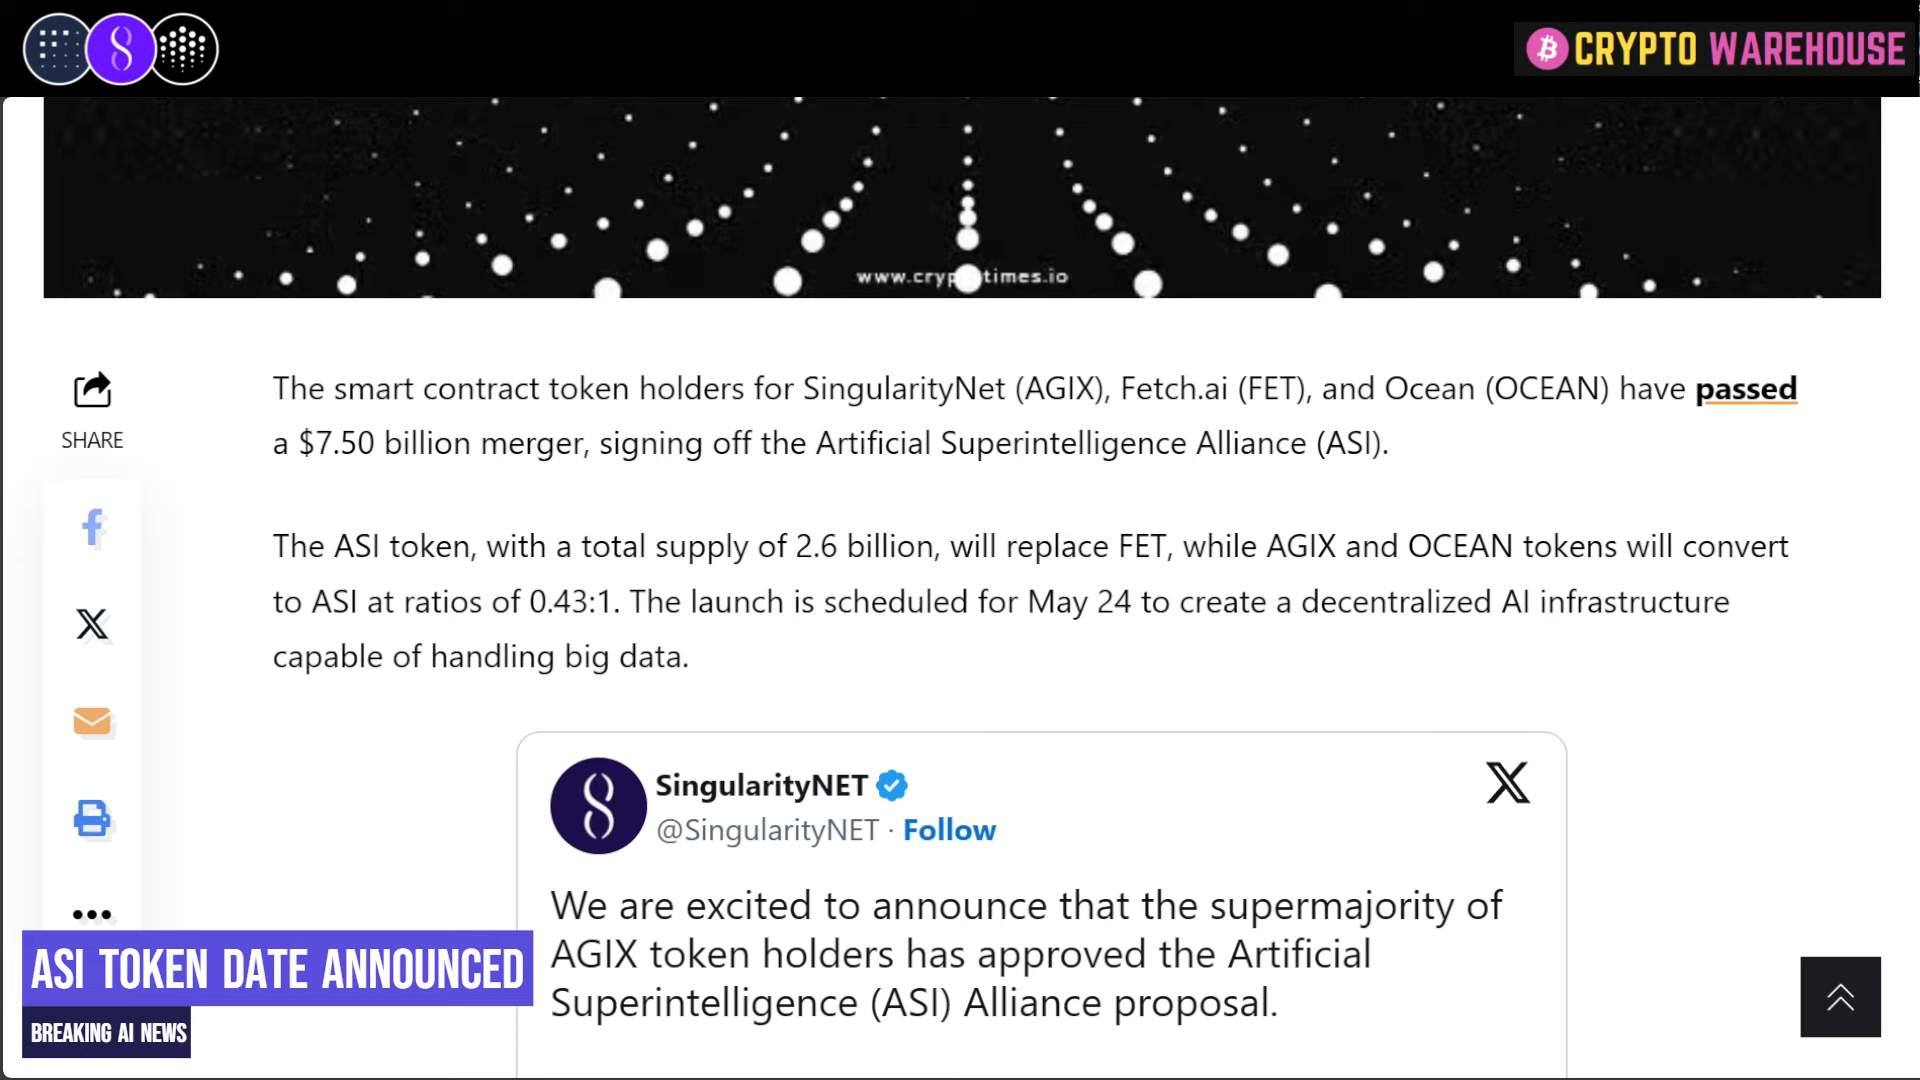 CRYPTO WAREHOUSE
www.cryptotimes.io
SHARE
The smart contract token holders for SingularityNet (AGIX), Fetch.ai (FET), and Ocean (OCEAN) have passed
a $7.50 billion merger, signing off the Artificial Superintelligence Alliance (ASI).
The ASI token, with a total supply of 2.6 billion, will replace FET, while AGIX and OCEAN tokens will convert
to ASI at ratios of 0.43:1. The launch is scheduled for May 24 to create a decentralized AI infrastructure
capable of handling big data.
SingularityNET
@SingularityNET · Follow
We are excited to announce that the supermajority of
AGIX token holders has approved the Artificial
Superintelligence (ASI) Alliance proposal.
ASI TOKEN DATE ANNOUNCED
BREAKING AI NEWS